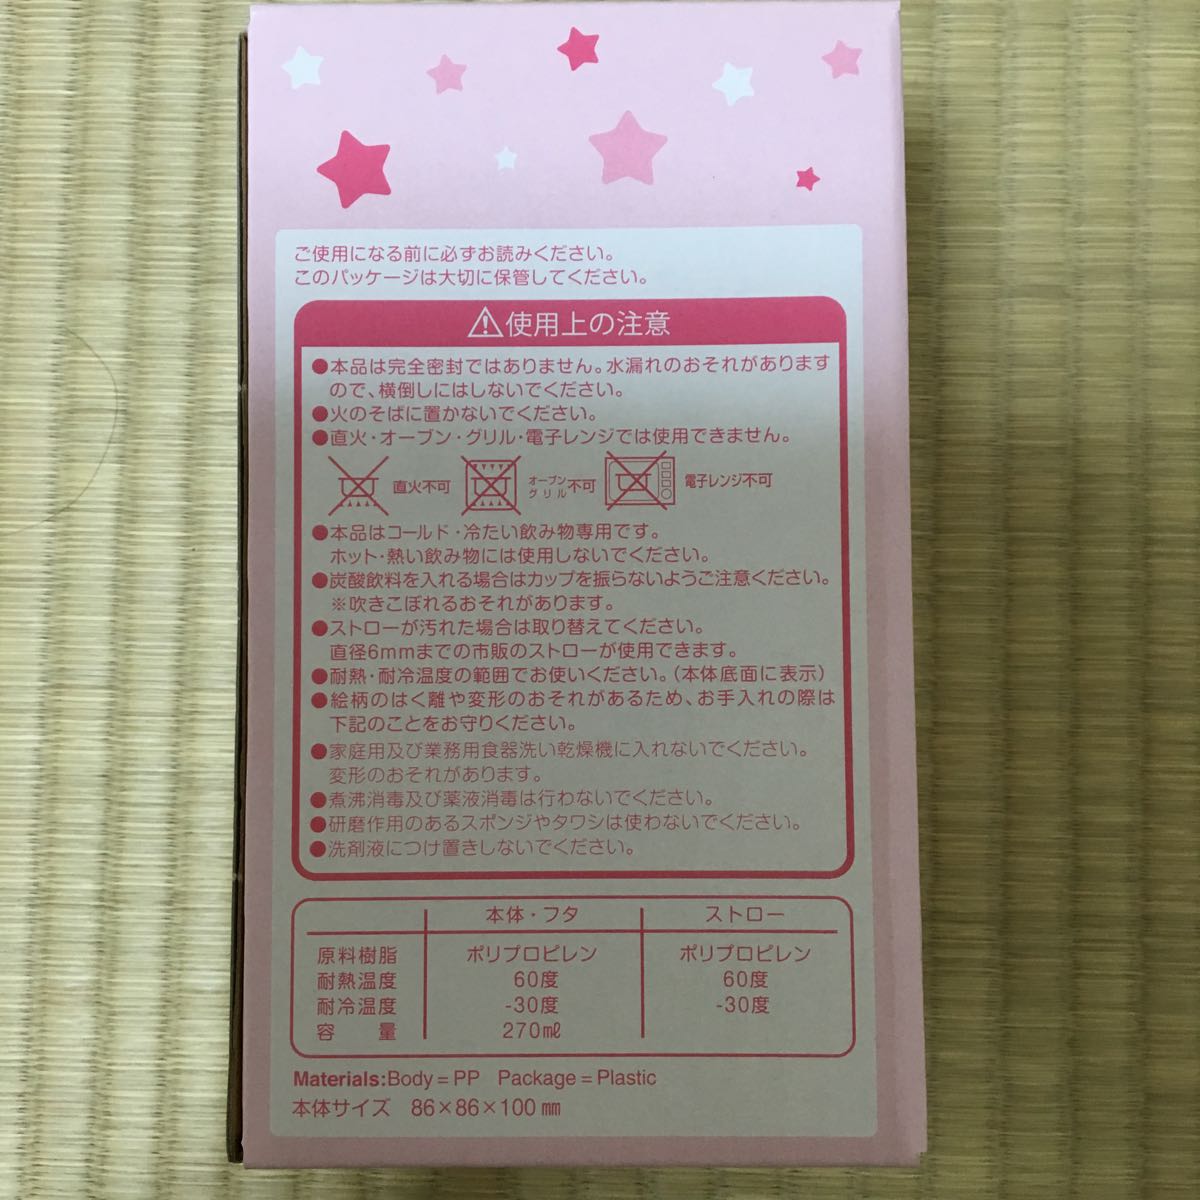 ご使用になる前に必ずお読みください。
このパッケージは大切に保管してください。
使用上の注意
●本品は完全密封ではありません。水漏れのおそれがあります
ので、横倒しにはしないでください。
●火のそばに置かないでください。
●直火・オーブン・グリル・電子レンジでは使用できません。
直火不可 オーブングリル不可 電子レンジ不可
●本品はコールド・冷たい飲み物専用です。
ホット・熱い飲み物には使用しないでください。
●炭酸飲料を入れる場合はカップを振らないようご注意ください。
※吹きこぼれるおそれがあります。
●ストローが汚れた場合は取り替えてください。
直径6mmまでの市販のストローが使用できます。
●耐熱・耐冷温度の範囲でお使いください。(本体底面に表示)
●絵柄のはく離や変形のおそれがあるため、お手入れの際は
下記のことをお守りください。
●家庭用及び業務用食器洗い乾燥機に入れないでください。
変形のおそれがあります。
●煮沸消毒及び薬液消毒は行わないでください。
●研磨作用のあるスポンジやタワシは使わないでください。
●洗剤液につけ置きしないでください。
本体・フタ ストロー
原料樹脂 ポリプロピレン ポリプロピレン
耐熱温度 60度 60度
耐冷温度 -30度 -30度
容量 270㎖
Materials:Body=PP Package=Plastic
本体サイズ 86×86×100㎜